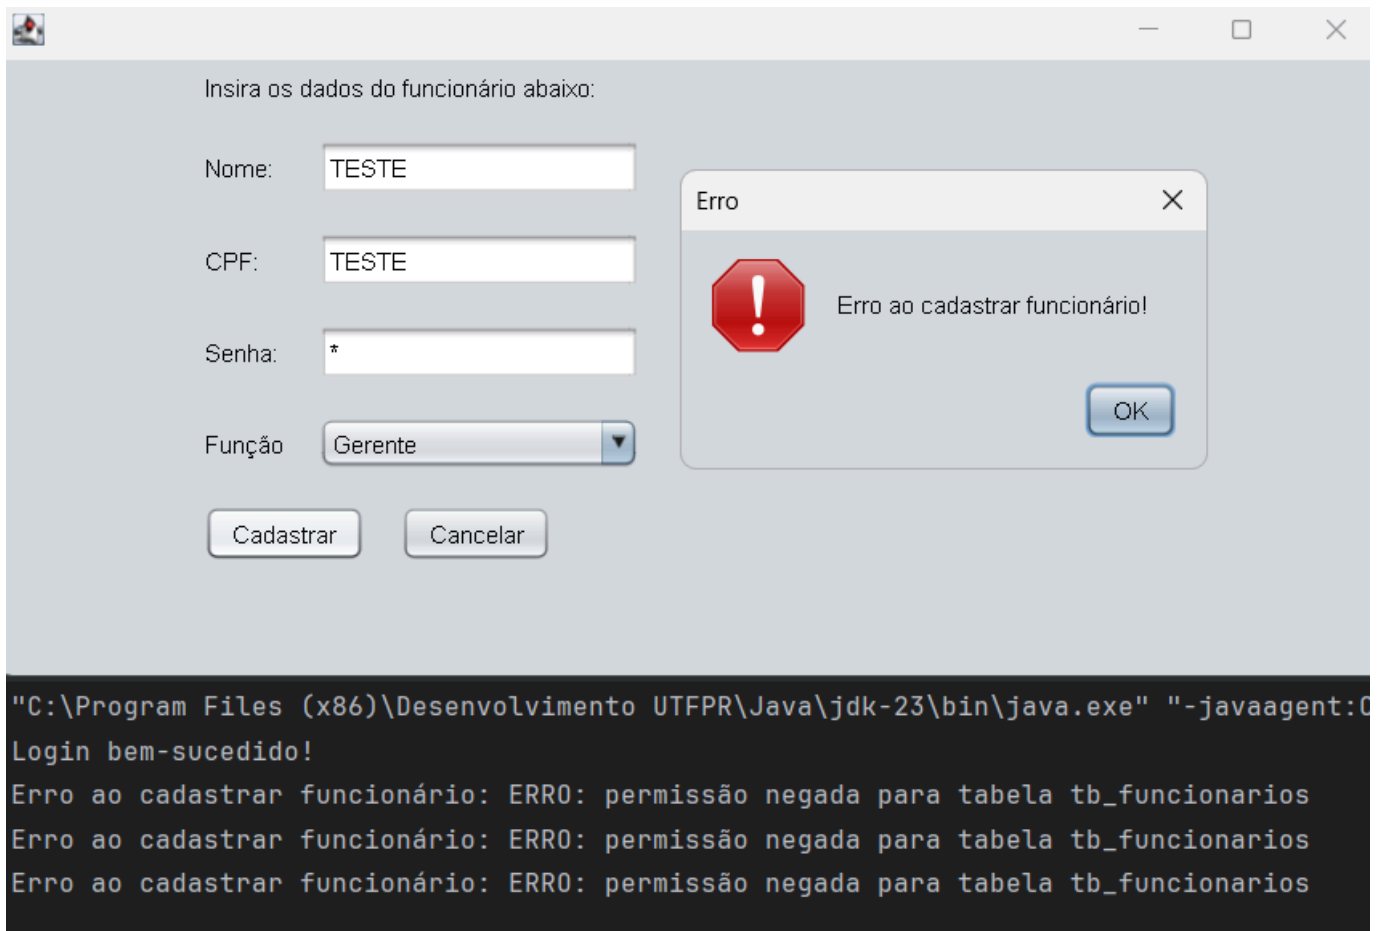 Insira os dados do funcionário abaixo:
Nome: TESTE
CPF: TESTE
Senha: *
Função Gerente
Cadastrar Cancelar
Erro
Erro ao cadastrar funcionário!
OK
"C:\Program Files (x86)\Desenvolvimento UTFPR\Java\jdk-23\bin\java.exe" "-javaagent:C
Login bem-sucedido!
Erro ao cadastrar funcionário: ERRO: permissão negada para tabela tb_funcionarios
Erro ao cadastrar funcionário: ERRO: permissão negada para tabela tb_funcionarios
Erro ao cadastrar funcionário: ERRO: permissão negada para tabela tb_funcionarios